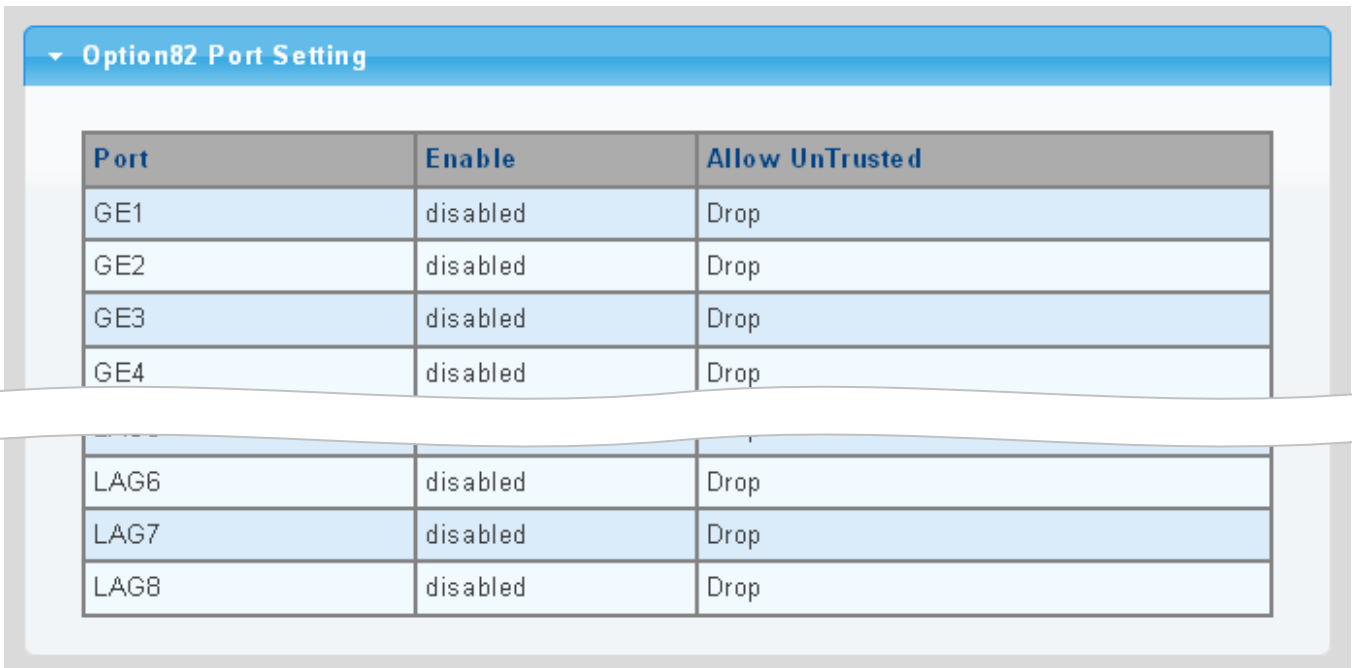 Option82 Port Setting
Port Enable Allow UnTrusted
GE1 disabled Drop
GE2 disabled Drop
GE3 disabled Drop
GE4 disabled Drop
LAG6 disabled Drop
LAG7 disabled Drop
LAG8 disabled Drop